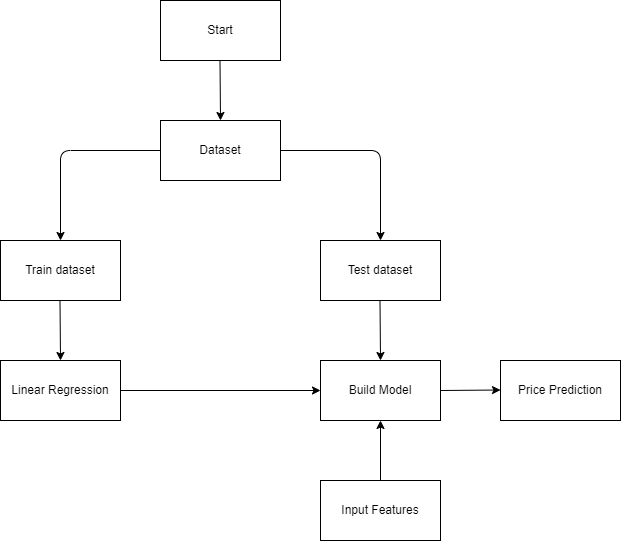 Start
Dataset
Train dataset
Test dataset
Linear Regression
Build Model
Price Prediction
Input Features